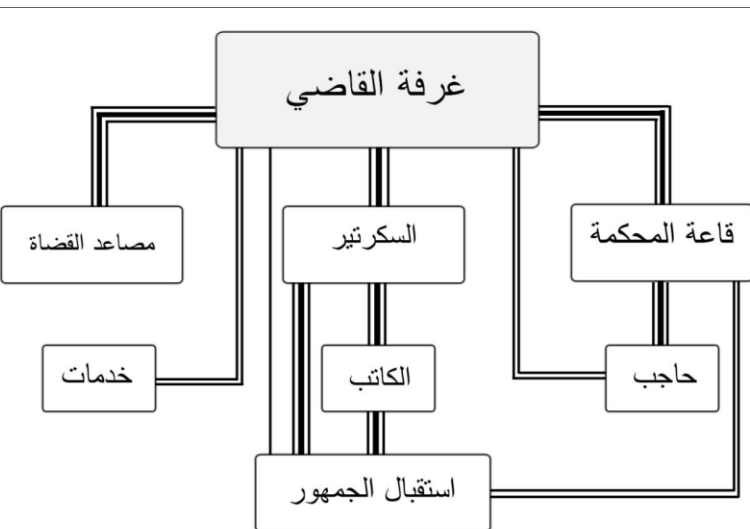 غرفة القاضي
قاعة المحكمة
السكرتير
مصاعد القضاة
حاجب
الكاتب
خدمات
استقبال الجمهور